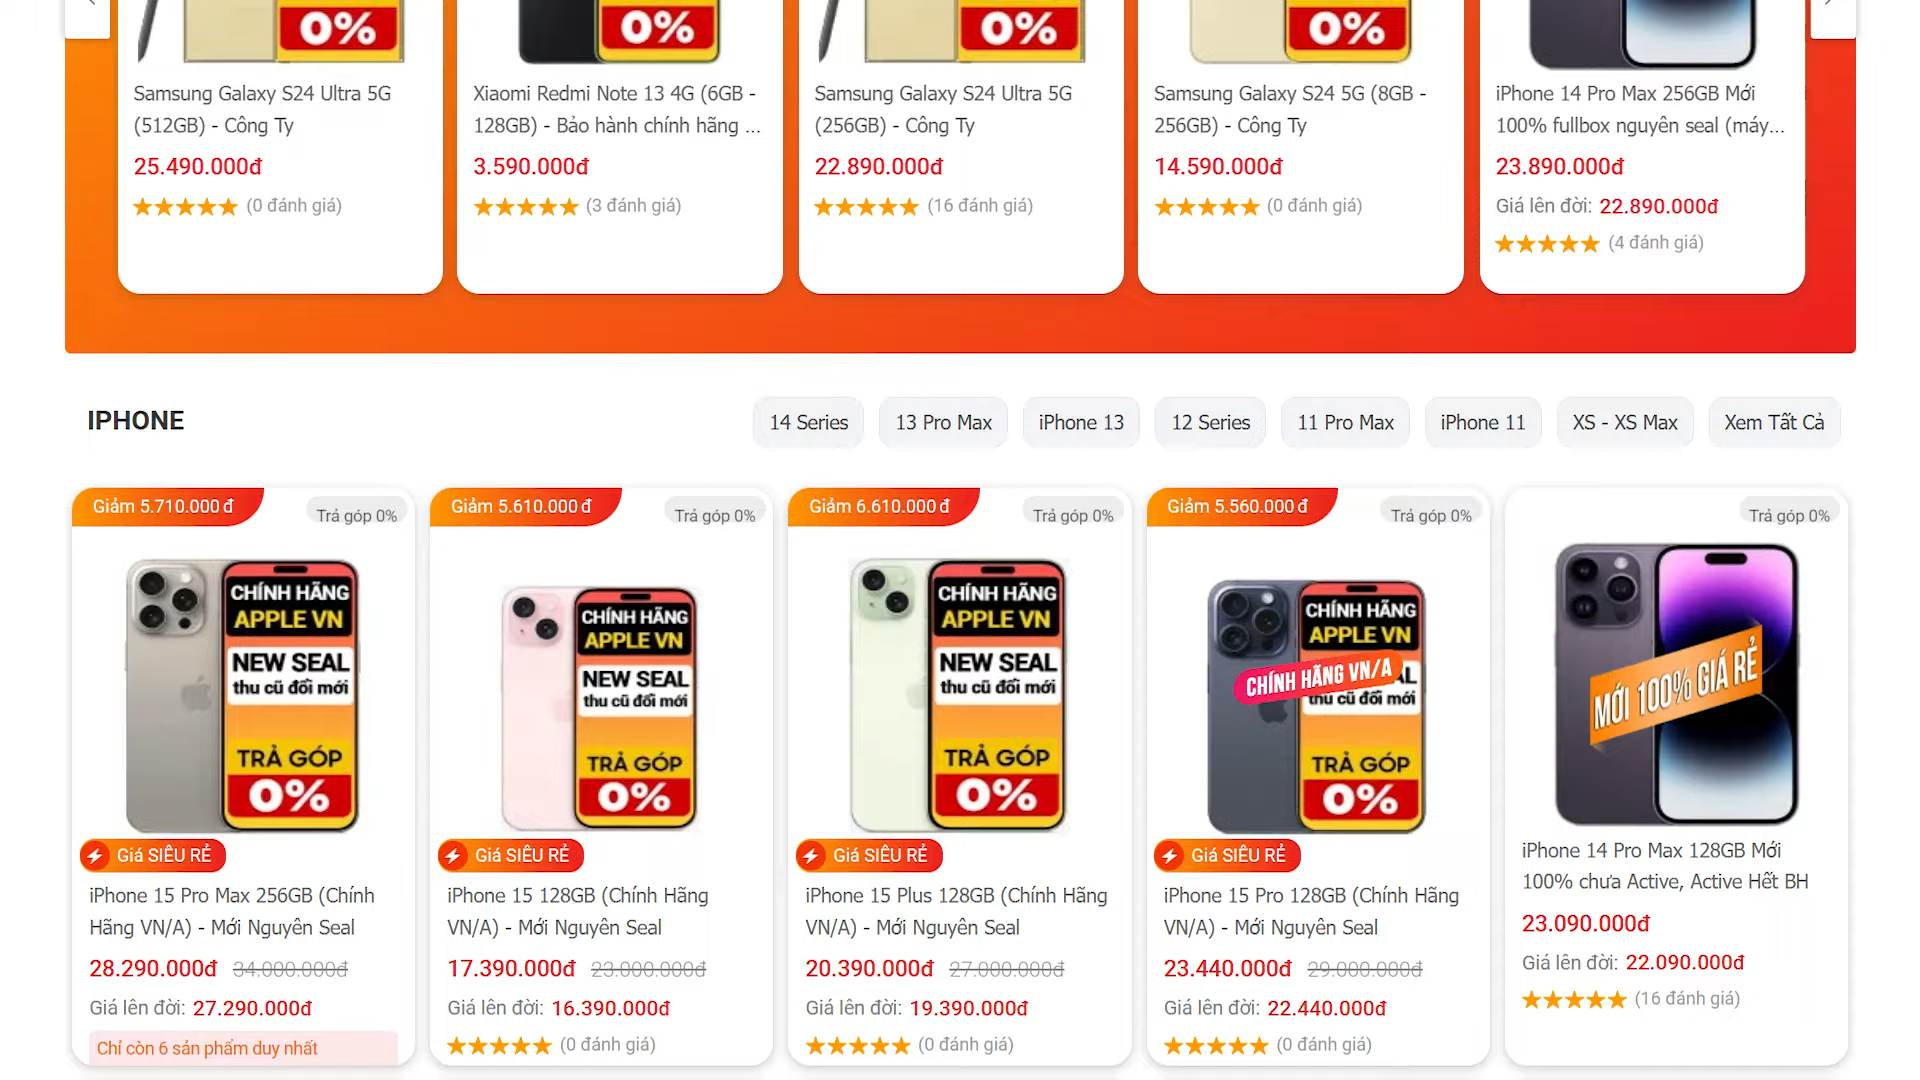 0%
0%
0%
0%
Samsung Galaxy S24 Ultra 5G
(512GB) - Công Ty
25.490.000đ
(0 đánh giá)
Xiaomi Redmi Note 13 4G (6GB -
128GB) - Bảo hành chính hãng ...
3.590.000đ
(3 đánh giá)
Samsung Galaxy S24 Ultra 5G
(256GB) - Công Ty
22.890.000đ
(16 đánh giá)
Samsung Galaxy S24 5G (8GB -
256GB) - Công Ty
14.590.000đ
(0 đánh giá)
iPhone 14 Pro Max 256GB Mới
100% fullbox nguyên seal (máy...
23.890.000đ
Giá lên đời: 22.890.000đ
(4 đánh giá)
IPHONE
14 Series
13 Pro Max
iPhone 13
12 Series
11 Pro Max
iPhone 11
XS - XS Max
Xem Tất Cả
Giảm 5.710.000 đ
Trả góp 0%
CHÍNH HÃNG
APPLE VN
NEW SEAL
thu cũ đổi mới
TRẢ GÓP
0%
Giá SIÊU RẺ
iPhone 15 Pro Max 256GB (Chính
Hãng VN/A) - Mới Nguyên Seal
28.290.000đ 34.000.000đ
Giá lên đời: 27.290.000đ
Chỉ còn 6 sản phẩm duy nhất
Giảm 5.610.000 đ
Trả góp 0%
CHÍNH HÃNG
APPLE VN
NEW SEAL
thu cũ đổi mới
TRẢ GÓP
0%
Giá SIÊU RẺ
iPhone 15 128GB (Chính Hãng
VN/A) - Mới Nguyên Seal
17.390.000đ 23.000.000đ
Giá lên đời: 16.390.000đ
(0 đánh giá)
Giảm 6.610.000 đ
Trả góp 0%
CHÍNH HÃNG
APPLE VN
NEW SEAL
thu cũ đổi mới
TRẢ GÓP
0%
Giá SIÊU RẺ
iPhone 15 Plus 128GB (Chính Hãng
VN/A) - Mới Nguyên Seal
20.390.000đ 27.000.000đ
Giá lên đời: 19.390.000đ
(0 đánh giá)
Giảm 5.560.000 đ
Trả góp 0%
CHÍNH HÃNG
APPLE VN
CHÍNH HÃNG VN/A
thu cũ đổi mới
TRẢ GÓP
0%
Giá SIÊU RẺ
iPhone 15 Pro 128GB (Chính Hãng
VN/A) - Mới Nguyên Seal
23.440.000đ 29.000.000đ
Giá lên đời: 22.440.000đ
(0 đánh giá)
Trả góp 0%
MỚI 100% GIÁ RẺ
iPhone 14 Pro Max 128GB Mới
100% chưa Active, Active Hết BH
23.090.000đ
Giá lên đời: 22.090.000đ
(16 đánh giá)